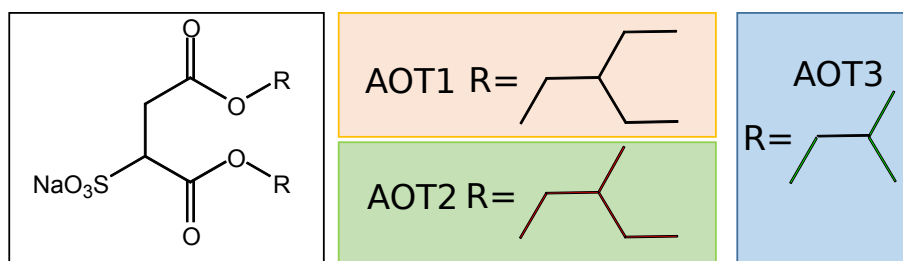 O
O
R
O
R
NaO₃S
O
AOT1 R=
AOT2 R=
AOT3
R=